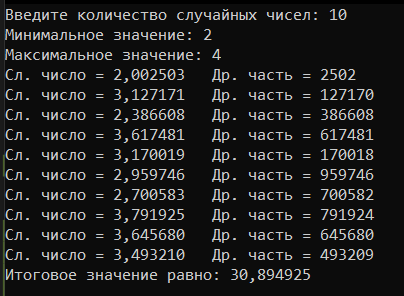 Введите количество случайных чисел: 10
Минимальное значение: 2
Максимальное значение: 4
Сл. число = 2,002503   Др. часть = 2502
Сл. число = 3,127171   Др. часть = 127170
Сл. число = 2,386608   Др. часть = 386608
Сл. число = 3,617481   Др. часть = 617481
Сл. число = 3,170019   Др. часть = 170018
Сл. число = 2,959746   Др. часть = 959746
Сл. число = 2,700583   Др. часть = 700582
Сл. число = 3,791925   Др. часть = 791924
Сл. число = 3,645680   Др. часть = 645680
Сл. число = 3,493210   Др. часть = 493209
Итоговое значение равно: 30,894925